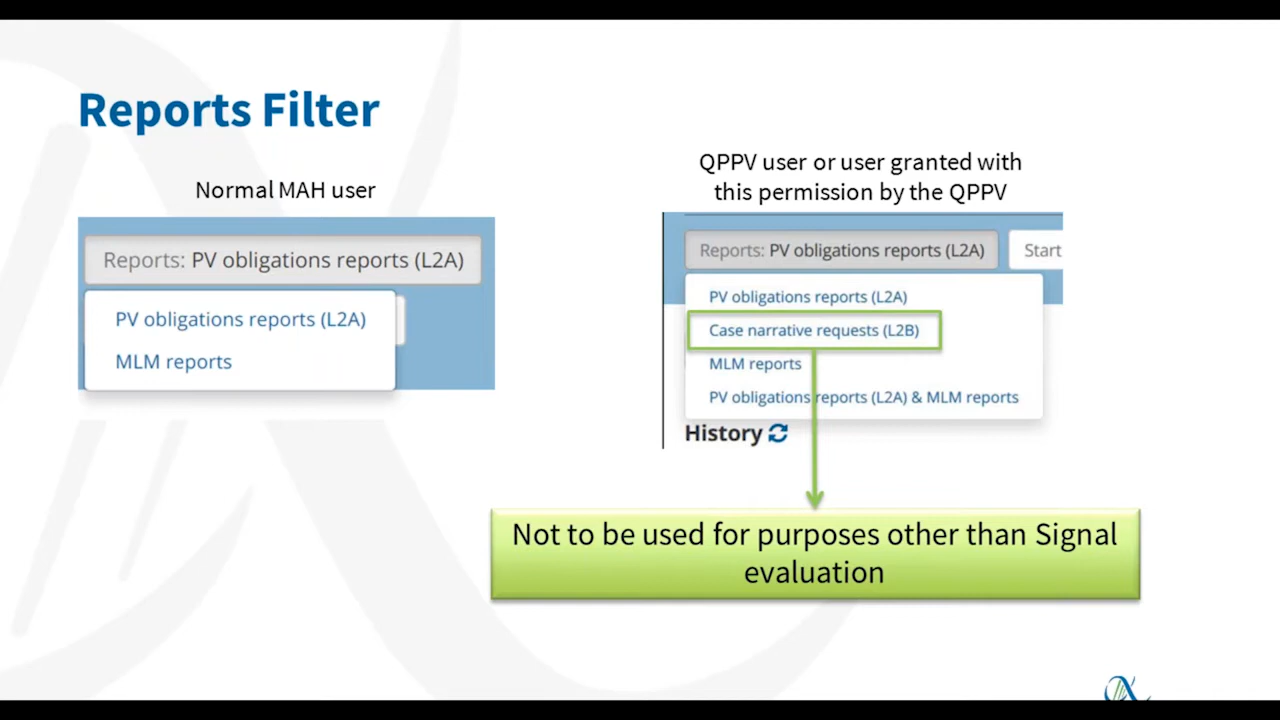 Reports Filter
Normal MAH user
Reports: PV obligations reports (L2A)
PV obligations reports (L2A)
MLM reports
QPPV user or user granted with
this permission by the QPPV
Reports: PV obligations reports (L2A)
Start
PV obligations reports (L2A)
Case narrative requests (L2B)
MLM reports
PV obligations reports (L2A) & MLM reports
History
Not to be used for purposes other than Signal
evaluation